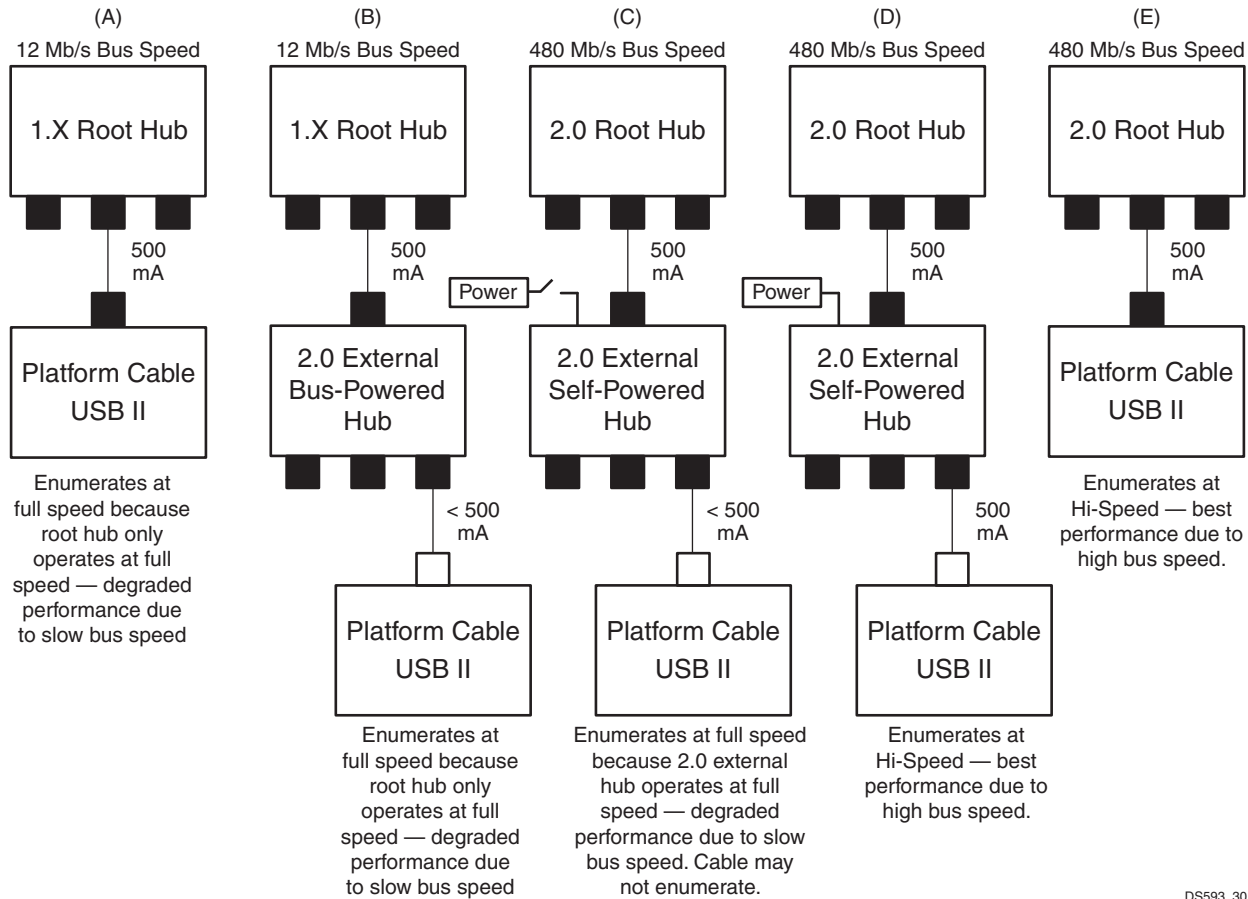 (A)
12 Mb/s Bus Speed
1.X Root Hub
500
mA
Platform Cable
USB II
Enumerates at
full speed because
root hub only
operates at full
speed — degraded
performance due
to slow bus speed
(B)
12 Mb/s Bus Speed
1.X Root Hub
500
mA
2.0 External
Bus-Powered
Hub
< 500
mA
Platform Cable
USB II
Enumerates at
full speed because
root hub only
operates at full
speed — degraded
performance due
to slow bus speed
(C)
480 Mb/s Bus Speed
2.0 Root Hub
500
mA
Power
2.0 External
Self-Powered
Hub
< 500
mA
Platform Cable
USB II
Enumerates at full speed
because 2.0 external
hub operates at full
speed — degraded
performance due to slow
bus speed. Cable may
not enumerate.
(D)
480 Mb/s Bus Speed
2.0 Root Hub
500
mA
Power
2.0 External
Self-Powered
Hub
500
mA
Platform Cable
USB II
Enumerates at
Hi-Speed — best
performance due to
high bus speed.
(E)
480 Mb/s Bus Speed
2.0 Root Hub
500
mA
Platform Cable
USB II
Enumerates at
Hi-Speed — best
performance due to
high bus speed.
DS593_30